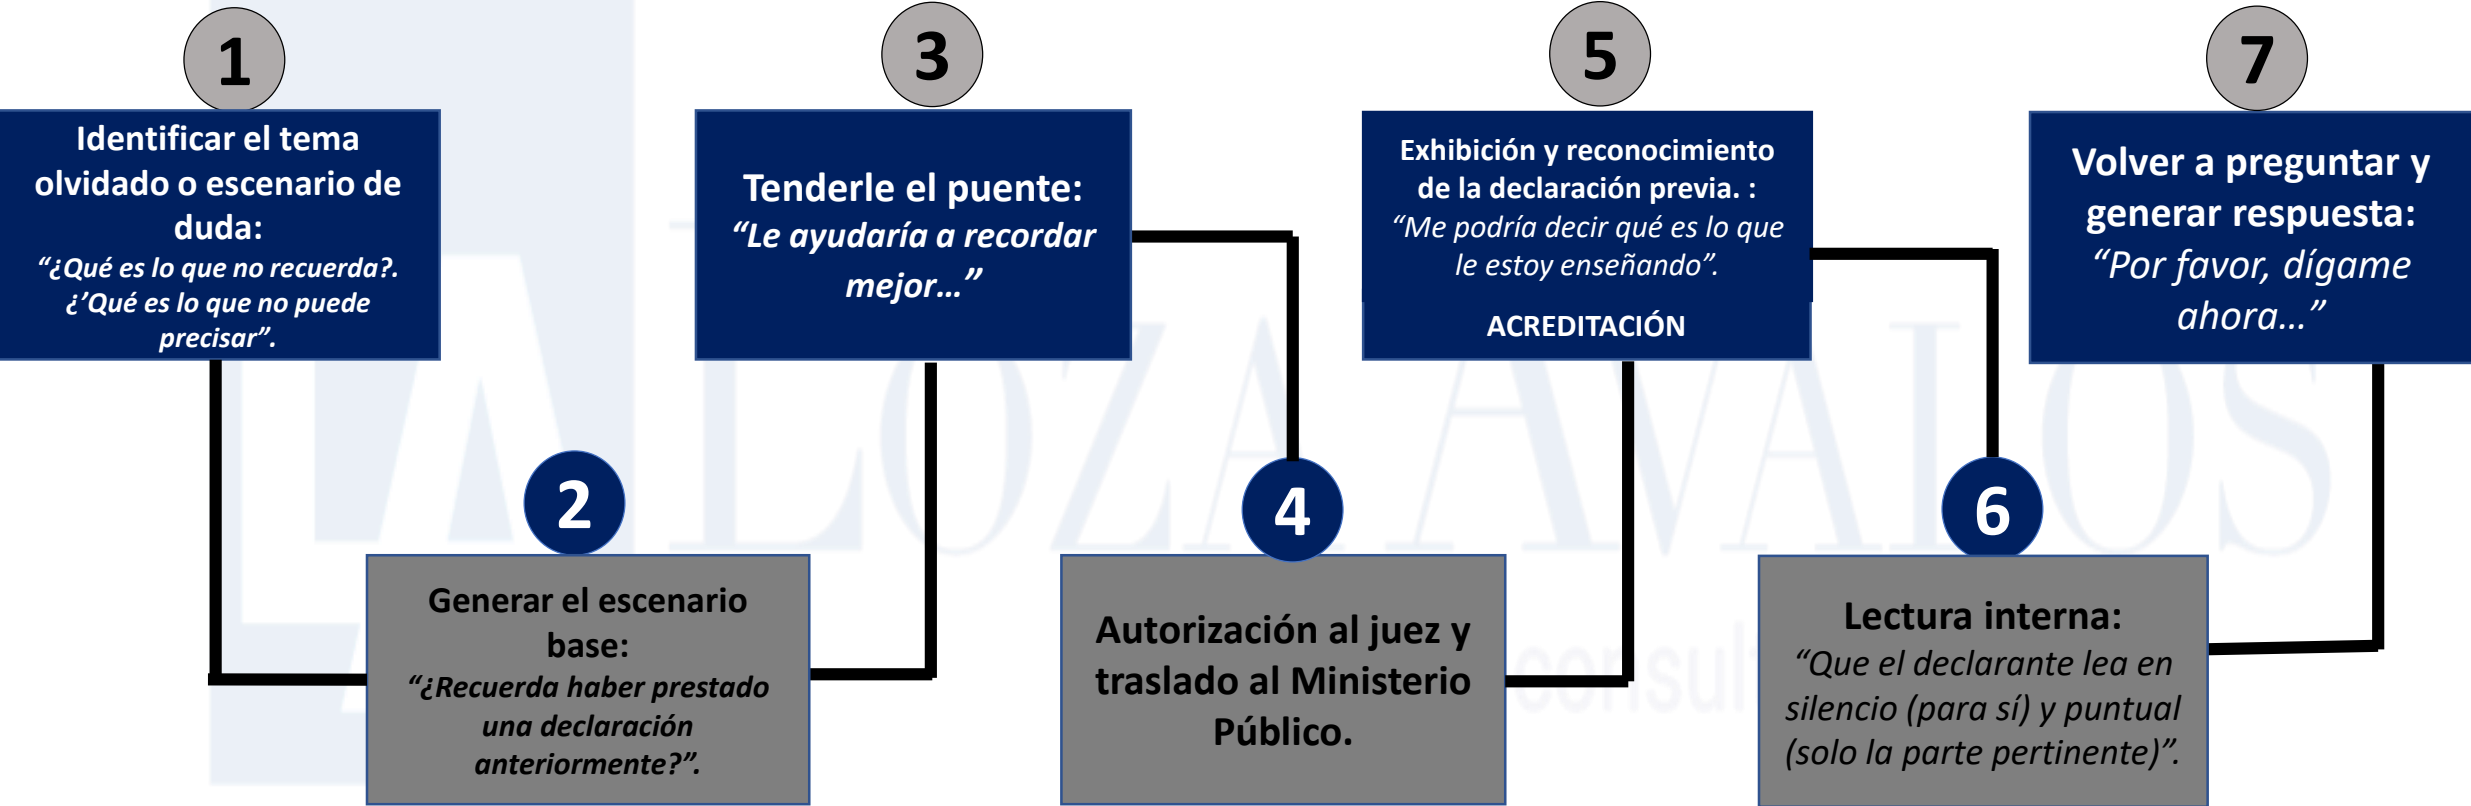 1
Identificar el tema
olvidado o escenario de
duda:
“¿Qué es lo que no recuerda?.
¿’Qué es lo que no puede
precisar”.
2
Generar el escenario
base:
“¿Recuerda haber prestado
una declaración
anteriormente?”.
3
Tenderle el puente:
“Le ayudaría a recordar
mejor…”
4
Autorización al juez y
traslado al Ministerio
Público.
5
Exhibición y reconocimiento
de la declaración previa. :
“Me podría decir qué es lo que
le estoy enseñando”.
ACREDITACIÓN
6
Lectura interna:
“Que el declarante lea en
silencio (para sí) y puntual
(solo la parte pertinente)”.
7
Volver a preguntar y
generar respuesta:
“Por favor, dígame
ahora…”
LOZA AVALOS